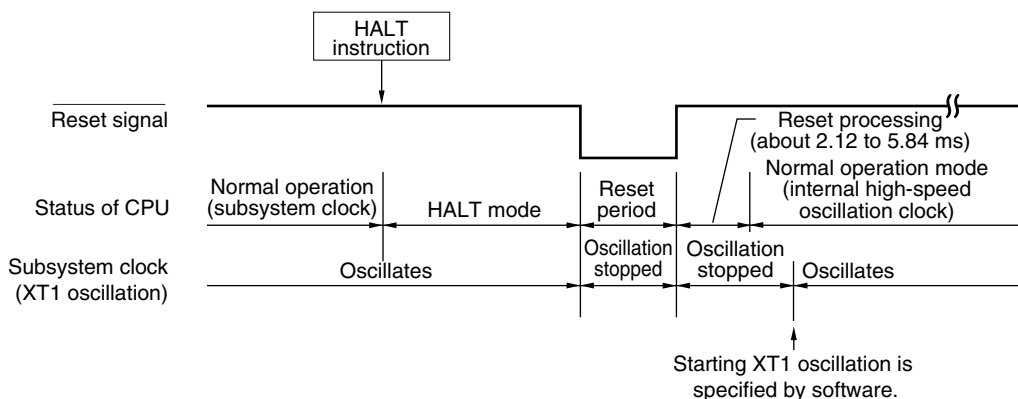 HALT
instruction
Reset signal
Reset processing
(about 2.12 to 5.84 ms)
Status of CPU
Normal operation
(subsystem clock)
HALT mode
Reset
period
Normal operation mode
(internal high-speed
oscillation clock)
Subsystem clock
(XT1 oscillation)
Oscillates
Oscillation
stopped
Oscillation
stopped
Oscillates
Starting XT1 oscillation is
specified by software.